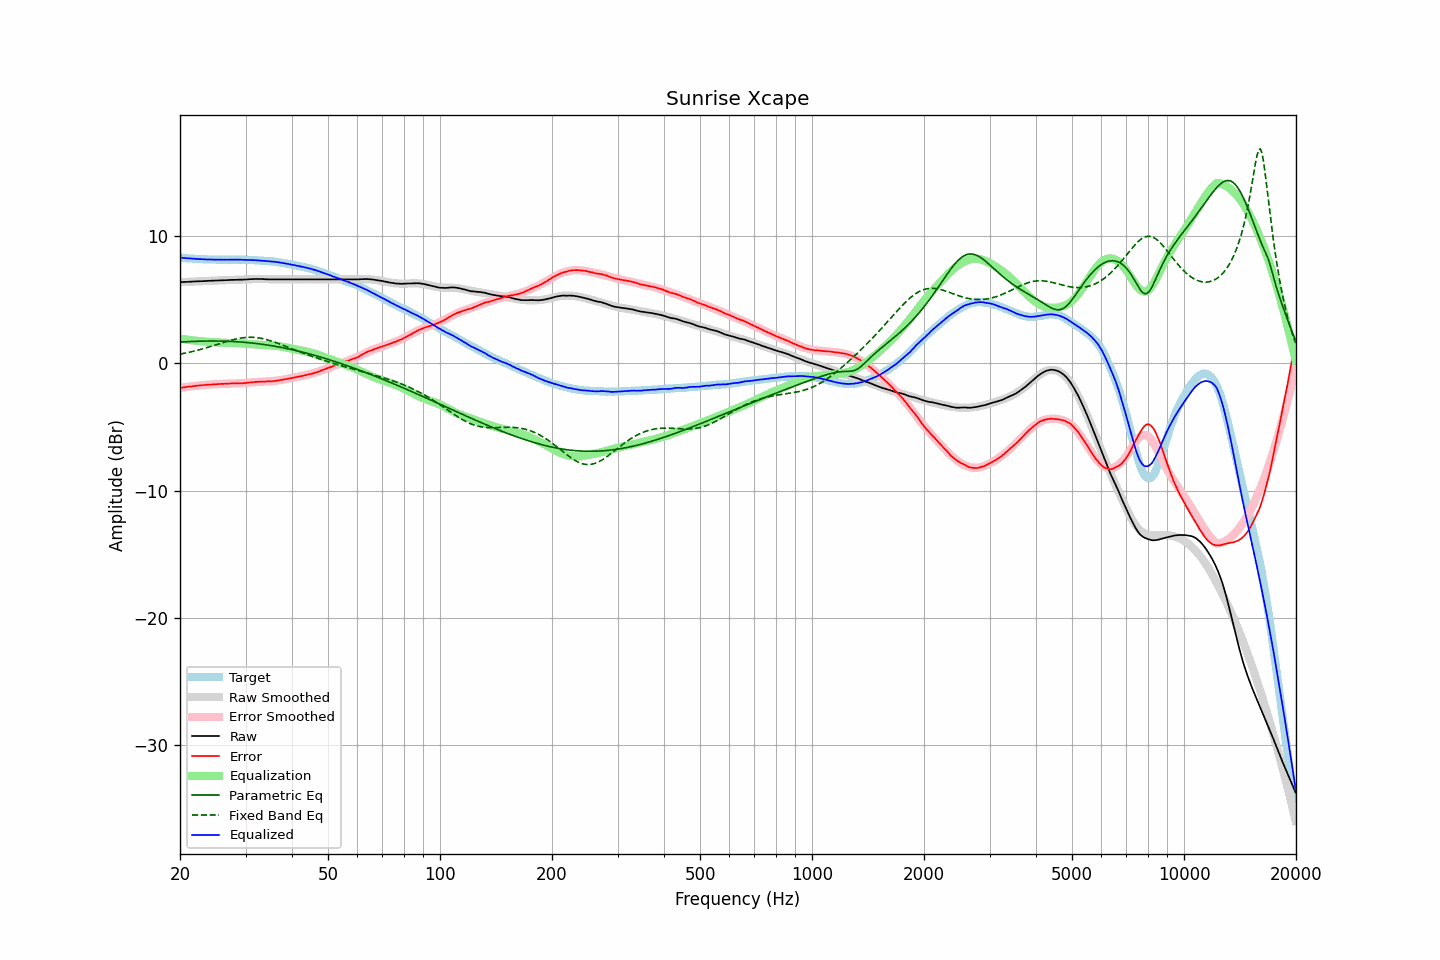 Sunrise Xcape
Amplitude (dBr)
10
0
−10
−20
−30
Target
Raw Smoothed
Error Smoothed
Raw
Error
Equalization
Parametric Eq
Fixed Band Eq
Equalized
20 50 100 200 500 1000 2000 5000 10000 20000
Frequency (Hz)